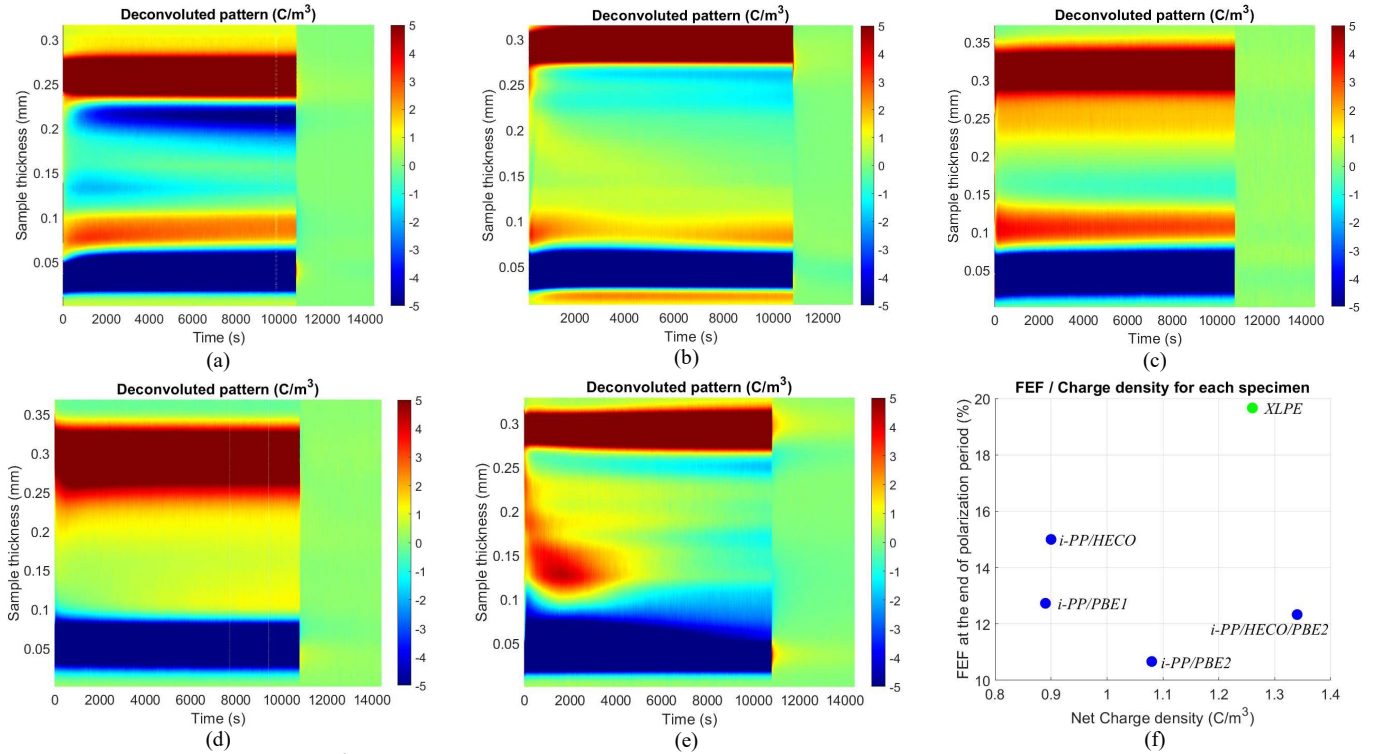 Deconvoluted pattern (C/m³)
Sample thickness (mm)
0.3
0.25
0.2
0.15
0.1
0.05
0 2000 4000 6000 8000 10000 12000 14000
Time (s)
5
4
3
2
1
0
-1
-2
-3
-4
-5
(a)
Deconvoluted pattern (C/m³)
Sample thickness (mm)
0.3
0.25
0.2
0.15
0.1
0.05
2000 4000 6000 8000 10000 12000
Time (s)
5
4
3
2
1
0
-1
-2
-3
-4
-5
(b)
Deconvoluted pattern (C/m³)
Sample thickness (mm)
0.35
0.3
0.25
0.2
0.15
0.1
0.05
0 2000 4000 6000 8000 10000 12000 14000
Time (s)
5
4
3
2
1
0
-1
-2
-3
-4
-5
(c)
Deconvoluted pattern (C/m³)
Sample thickness (mm)
0.35
0.3
0.25
0.2
0.15
0.1
0.05
0 2000 4000 6000 8000 10000 12000 14000
Time (s)
5
4
3
2
1
0
-1
-2
-3
-4
-5
(d)
Deconvoluted pattern (C/m³)
Sample thickness (mm)
0.3
0.25
0.2
0.15
0.1
0.05
0 2000 4000 6000 8000 10000 12000 14000
Time (s)
5
4
3
2
1
0
-1
-2
-3
-4
-5
(e)
FEF / Charge density for each specimen
FEF at the end of polarization period (%)
20
18
16
14
12
10
XLPE
i-PP/HECO
i-PP/PBE1
i-PP/HECO/PBE2
i-PP/PBE2
0.8 0.9 1 1.1 1.2 1.3 1.4
Net Charge density (C/m³)
(f)